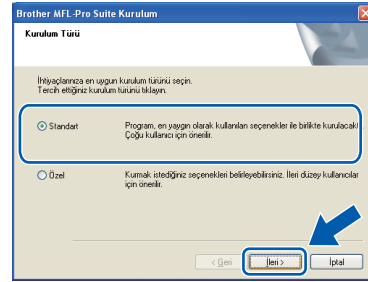 Brother MFL-Pro Suite Kurulum
Kurulum Türü
İhtiyaçlarınıza en uygun kurulum türünü seçin.
Tercih ettiğiniz kurulum türünü tıklayın.
Standart
Program, en yaygın olarak kullanılan seçenekler ile birlikte kurulacak
Çoğu kullanıcı için önerilir.
Özel
Kurmak istediğiniz seçenekleri belirleyebilirsiniz. İleri düzey kullanıcılar
için önerilir.
< Geri
İleri >
İptal